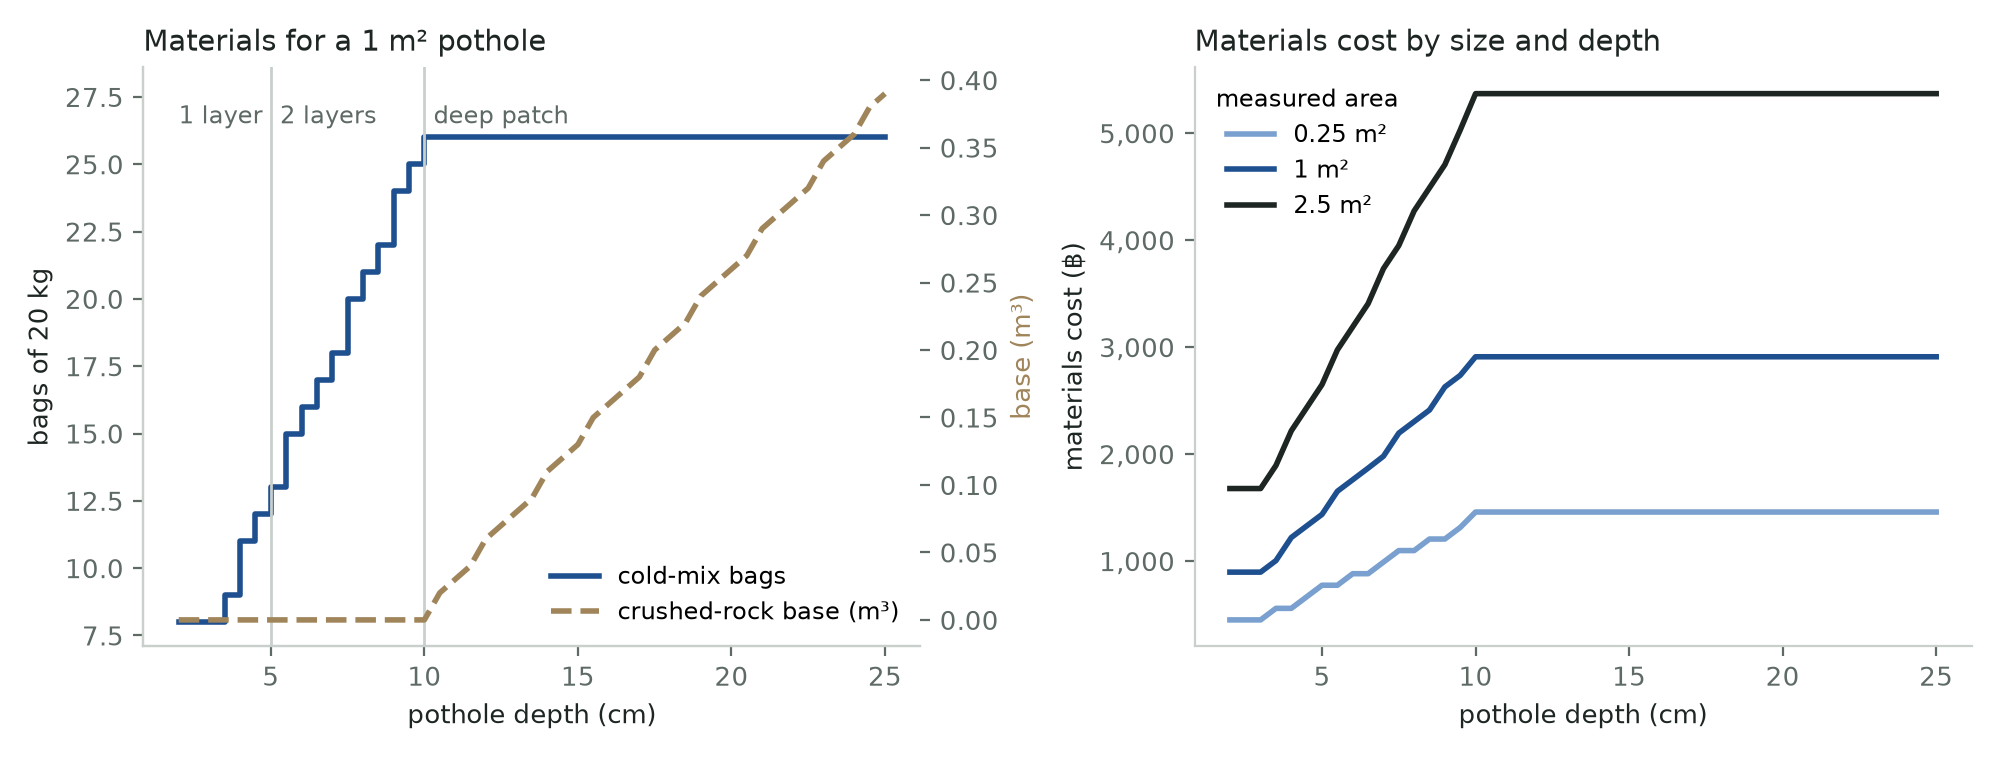 Materials for a 1 m² pothole
27.5
25.0
22.5
20.0
17.5
15.0
12.5
10.0
7.5
bags of 20 kg
1 layer
2 layers
deep patch
0.40
0.35
0.30
0.25
0.20
0.15
0.10
0.05
0.00
base (m³)
cold-mix bags
crushed-rock base (m³)
5 10 15 20 25
pothole depth (cm)
Materials cost by size and depth
5,000
4,000
3,000
2,000
1,000
materials cost (฿)
measured area
0.25 m²
1 m²
2.5 m²
5 10 15 20 25
pothole depth (cm)